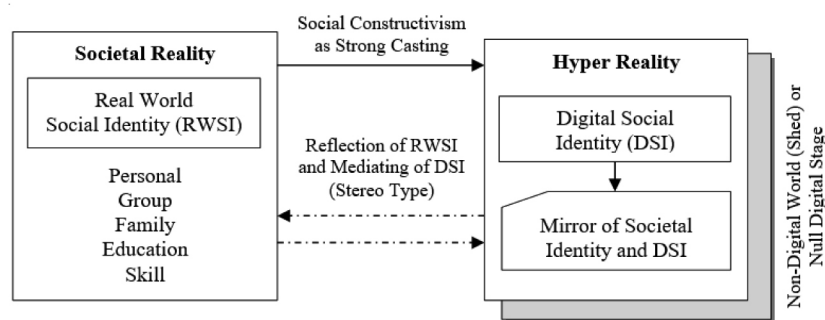 Social Constructivism
as Strong Casting
Societal Reality
Real World
Social Identity (RWSI)
Personal
Group
Family
Education
Skill
Reflection of RWSI
and Mediating of DSI
(Stereo Type)
Hyper Reality
Digital Social
Identity (DSI)
Mirror of Societal
Identity and DSI
Non-Digital World (Shed) or
Null Digital Stage